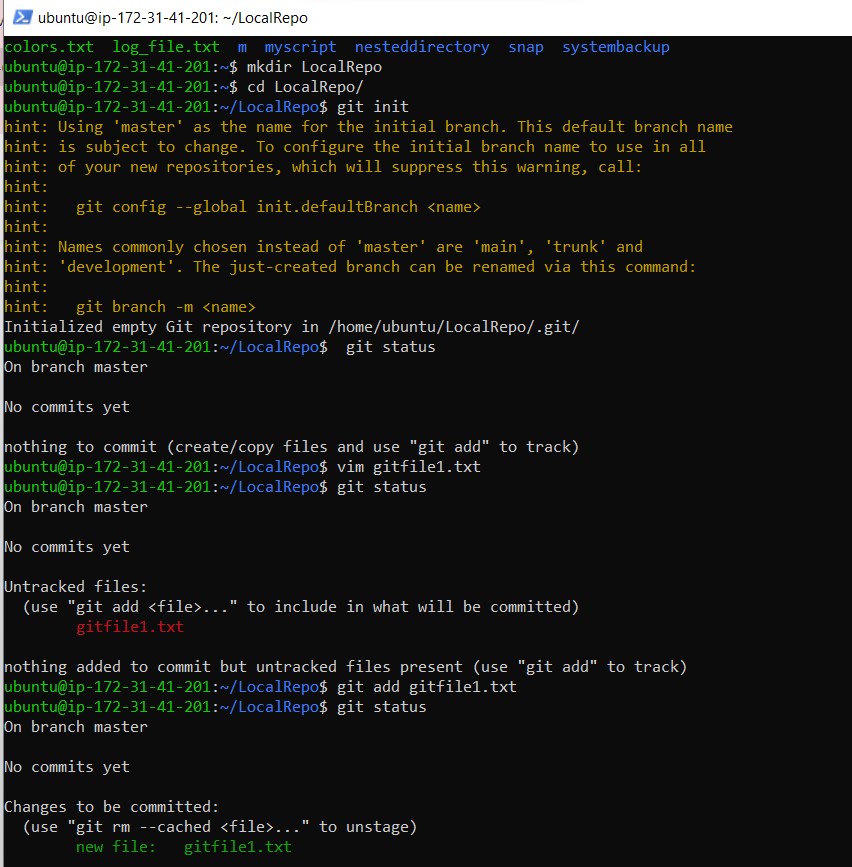 ubuntu@ip-172-31-41-201: ~/LocalRepo
colors.txt  log_file.txt  m  myscript  nesteddirectory  snap  systembackup
ubuntu@ip-172-31-41-201:~$ mkdir LocalRepo
ubuntu@ip-172-31-41-201:~$ cd LocalRepo/
ubuntu@ip-172-31-41-201:~/LocalRepo$ git init
hint: Using 'master' as the name for the initial branch. This default branch name
hint: is subject to change. To configure the initial branch name to use in all
hint: of your new repositories, which will suppress this warning, call:
hint:
hint:   git config --global init.defaultBranch <name>
hint:
hint: Names commonly chosen instead of 'master' are 'main', 'trunk' and
hint: 'development'. The just-created branch can be renamed via this command:
hint:
hint:   git branch -m <name>
Initialized empty Git repository in /home/ubuntu/LocalRepo/.git/
ubuntu@ip-172-31-41-201:~/LocalRepo$  git status
On branch master
No commits yet
nothing to commit (create/copy files and use "git add" to track)
ubuntu@ip-172-31-41-201:~/LocalRepo$ vim gitfile1.txt
ubuntu@ip-172-31-41-201:~/LocalRepo$ git status
On branch master
No commits yet
Untracked files:
  (use "git add <file>..." to include in what will be committed)
        gitfile1.txt
nothing added to commit but untracked files present (use "git add" to track)
ubuntu@ip-172-31-41-201:~/LocalRepo$ git add gitfile1.txt
ubuntu@ip-172-31-41-201:~/LocalRepo$ git status
On branch master
No commits yet
Changes to be committed:
  (use "git rm --cached <file>..." to unstage)
        new file:   gitfile1.txt